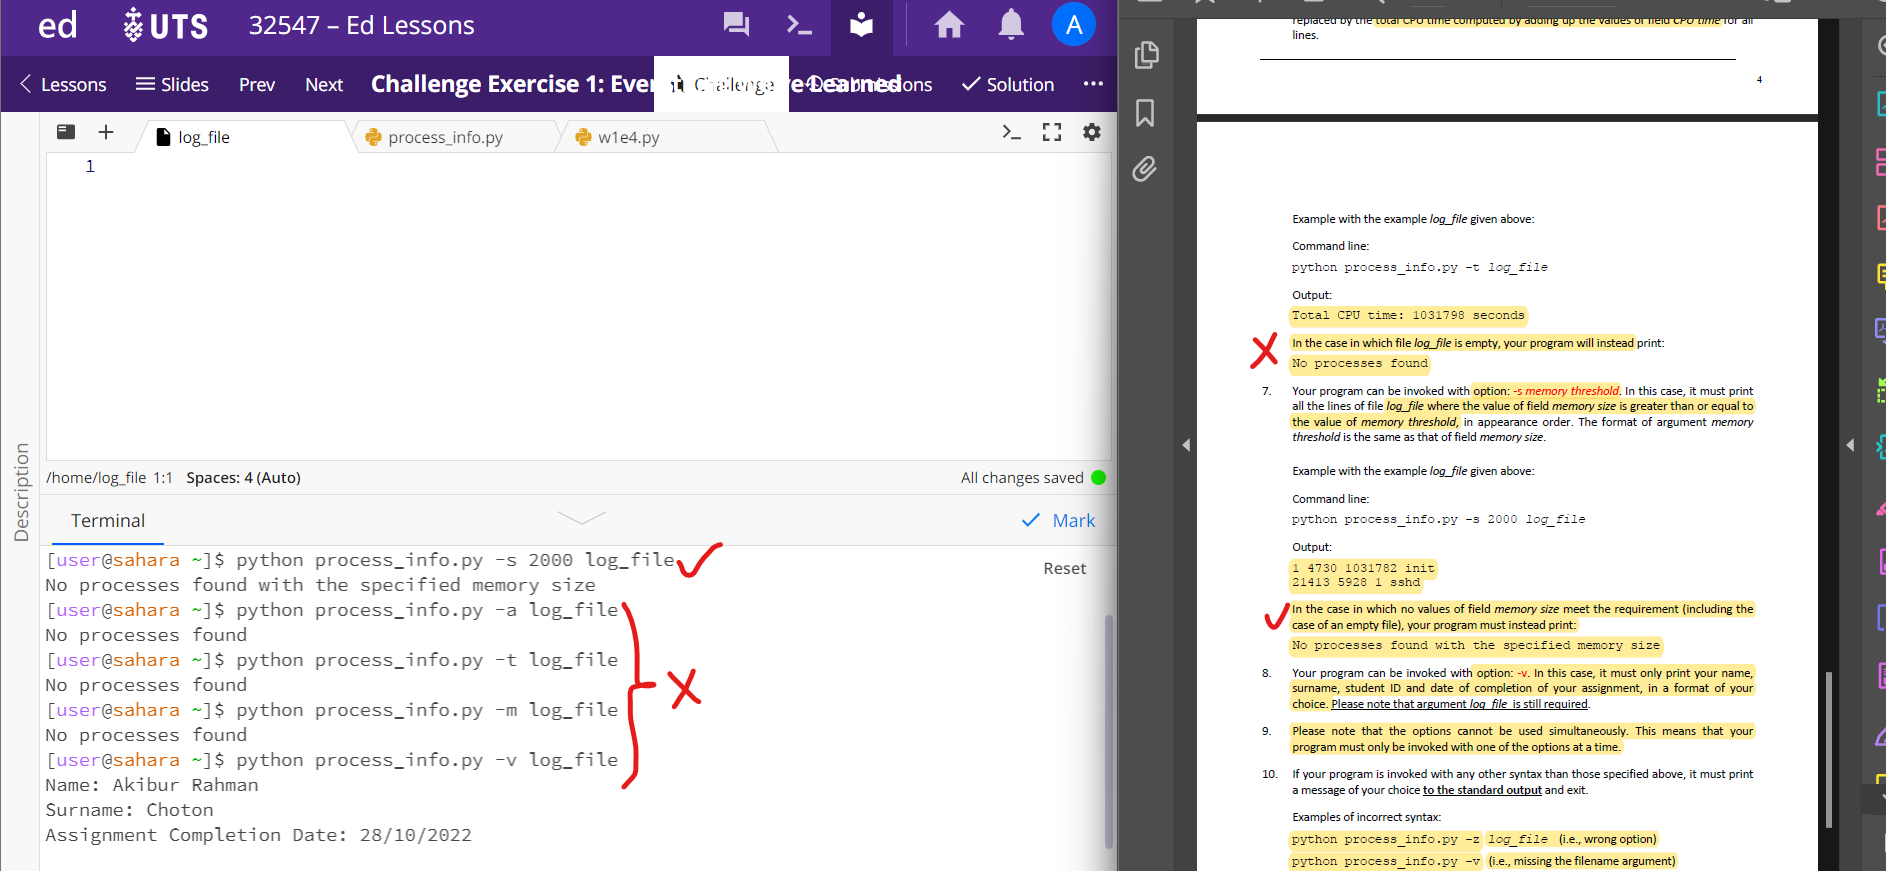 ed UTS 32547 – Ed Lessons A
Lessons Slides Prev Next Challenge Exercise 1: Ever Challenge e Learned Solution ...
log_file process_info.py w1e4.py
1
/home/log_file 1:1 Spaces: 4 (Auto) All changes saved
Description
Terminal Mark
Reset
[user@sahara ~]$ python process_info.py -s 2000 log_file
No processes found with the specified memory size
[user@sahara ~]$ python process_info.py -a log_file
No processes found
[user@sahara ~]$ python process_info.py -t log_file
No processes found
[user@sahara ~]$ python process_info.py -m log_file
No processes found
[user@sahara ~]$ python process_info.py -v log_file
Name: Akibur Rahman
Surname: Choton
Assignment Completion Date: 28/10/2022
replaced by the total CPU time computed by adding up the values of field CPU time for all
lines.
4
Example with the example log_file given above:
Command line:
python process_info.py -t log_file
Output:
Total CPU time: 1031798 seconds
In the case in which file log_file is empty, your program will instead print:
No processes found
7. Your program can be invoked with option: -s memory threshold. In this case, it must print
all the lines of file log_file where the value of field memory size is greater than or equal to
the value of memory threshold, in appearance order. The format of argument memory
threshold is the same as that of field memory size.
Example with the example log_file given above:
Command line:
python process_info.py -s 2000 log_file
Output:
1 4730 1031782 init
21413 5928 1 sshd
In the case in which no values of field memory size meet the requirement (including the
case of an empty file), your program must instead print:
No processes found with the specified memory size
8. Your program can be invoked with option: -v. In this case, it must only print your name,
surname, student ID and date of completion of your assignment, in a format of your
choice. Please note that argument log_file is still required.
9. Please note that the options cannot be used simultaneously. This means that your
program must only be invoked with one of the options at a time.
10. If your program is invoked with any other syntax than those specified above, it must print
a message of your choice to the standard output and exit.
Examples of incorrect syntax:
python process_info.py -z log_file (i.e., wrong option)
python process_info.py -v (i.e., missing the filename argument)